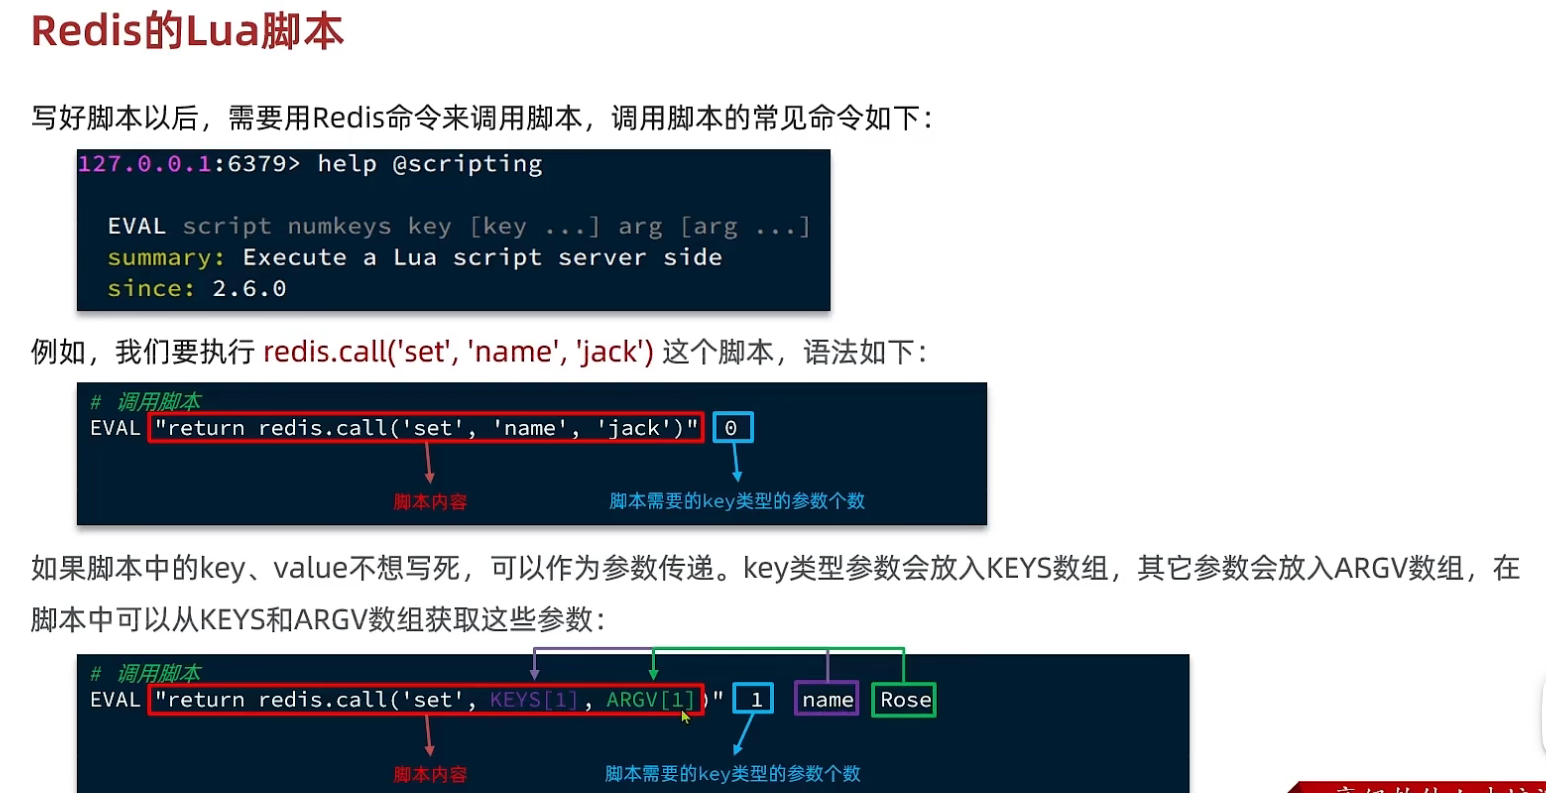 Redis的Lua脚本
写好脚本以后，需要用Redis命令来调用脚本，调用脚本的常见命令如下：
127.0.0.1:6379> help @scripting
EVAL script numkeys key [key ...] arg [arg ...]
summary: Execute a Lua script server side
since: 2.6.0
例如，我们要执行 redis.call('set', 'name', 'jack') 这个脚本，语法如下：
# 调用脚本
EVAL "return redis.call('set', 'name', 'jack')" 0
脚本内容 脚本需要的key类型的参数个数
如果脚本中的key、value不想写死，可以作为参数传递。key类型参数会放入KEYS数组，其它参数会放入ARGV数组，在
脚本中可以从KEYS和ARGV数组获取这些参数：
# 调用脚本
EVAL "return redis.call('set', KEYS[1], ARGV[1])" 1 name Rose
脚本内容 脚本需要的key类型的参数个数